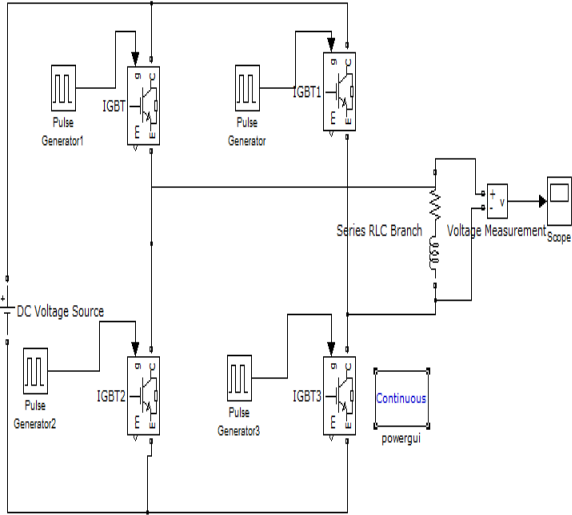 g
C
E
E
IGBT
Pulse
Generator1
g
C
E
E
IGBT1
Pulse
Generator
+
-
v
Series RLC Branch
Voltage Measurement
Scope
+
DC Voltage Source
g
C
E
E
IGBT2
Pulse
Generator2
g
C
E
E
IGBT3
Pulse
Generator3
Continuous
powergui